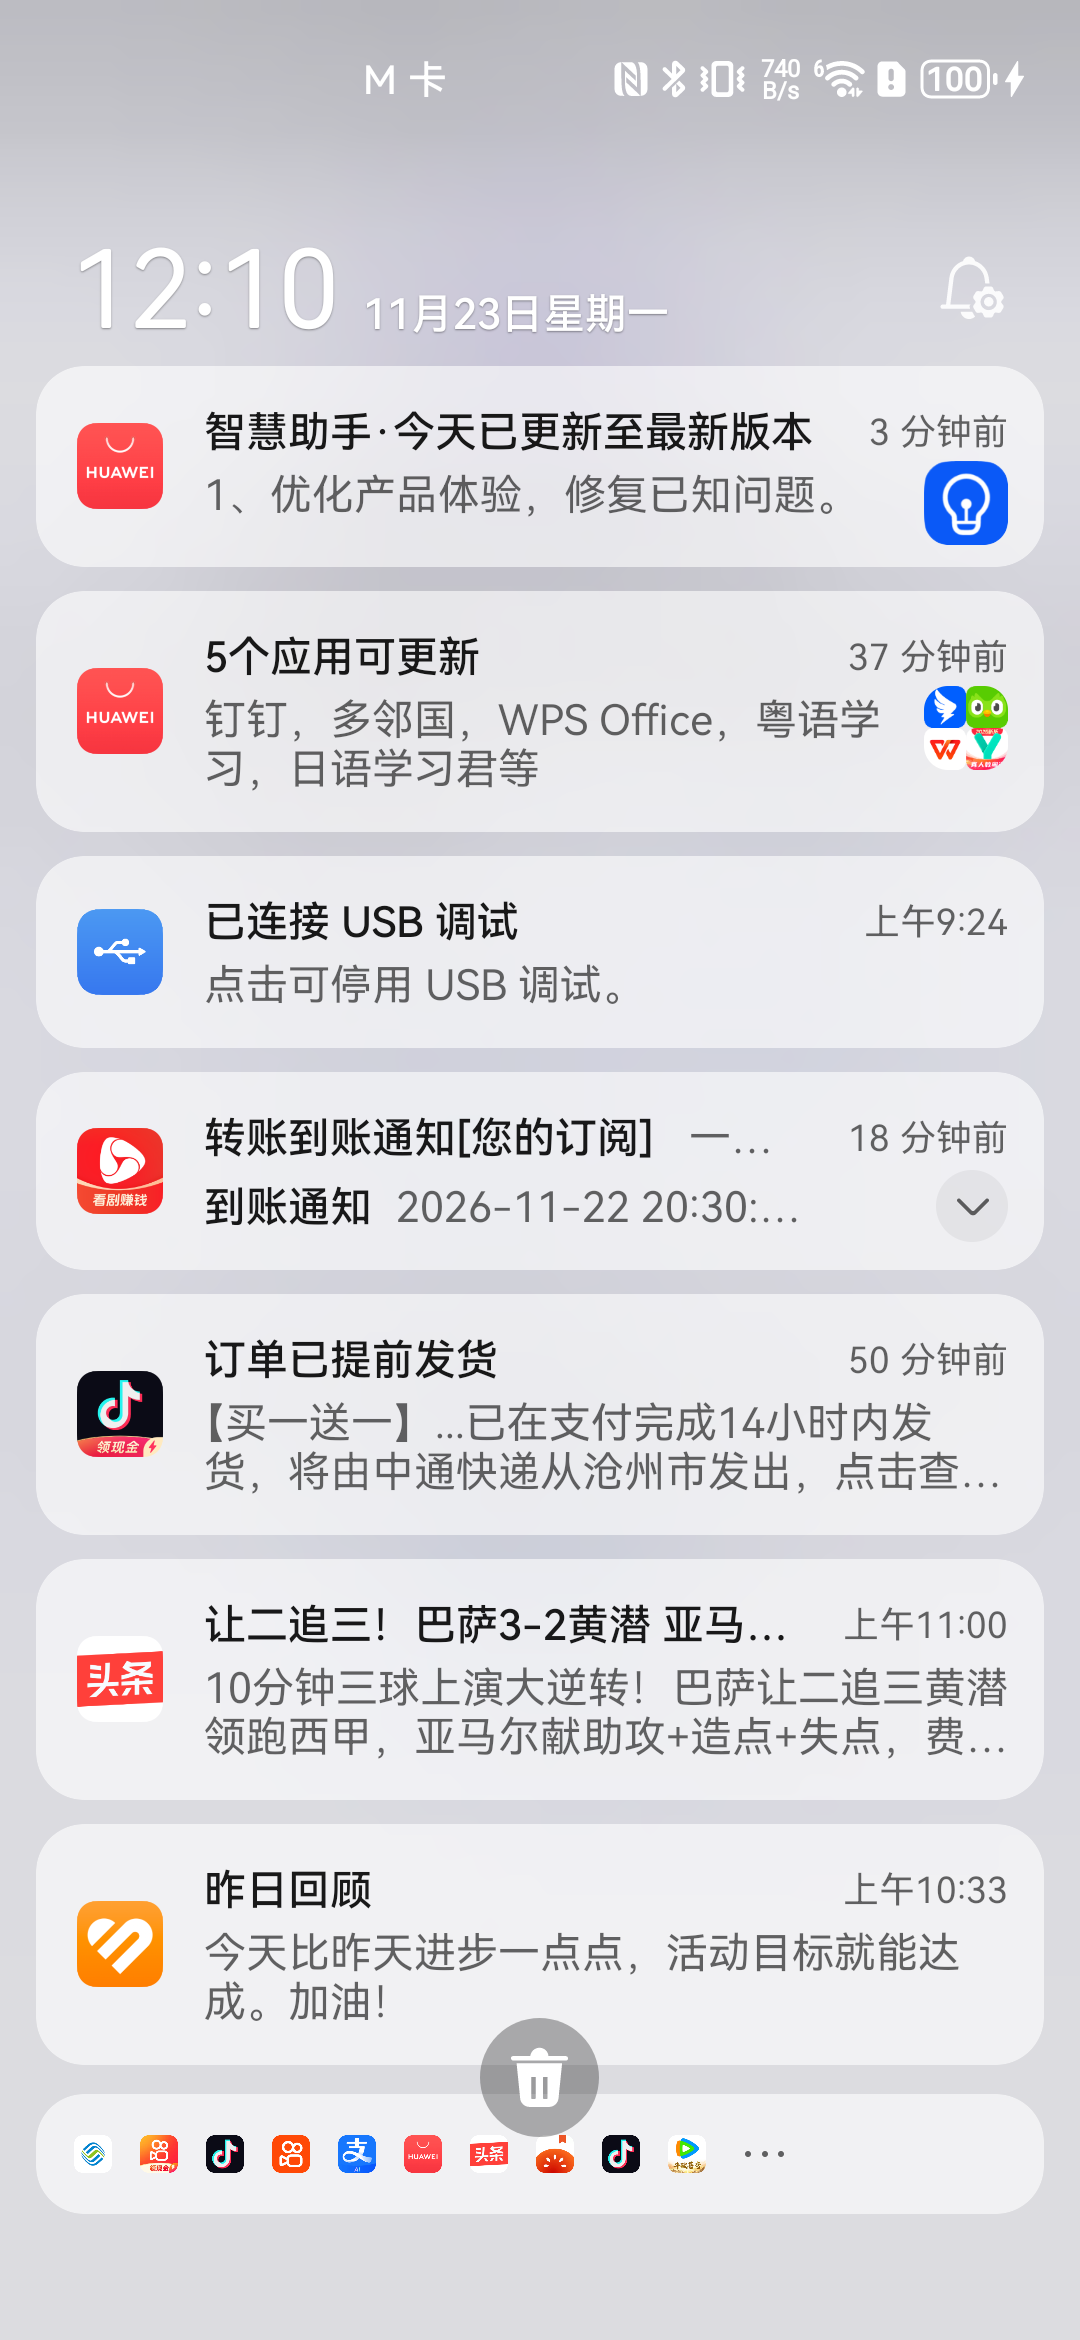 M 卡
740 B/s
6
100
12:10 11月23日星期一
HUAWEI
智慧助手·今天已更新至最新版本 3 分钟前
1、优化产品体验，修复已知问题。
HUAWEI
5个应用可更新 37 分钟前
钉钉，多邻国，WPS Office，粤语学
习，日语学习君等
已连接 USB 调试 上午9:24
点击可停用 USB 调试。
看剧赚钱
转账到账通知[您的订阅] 一... 18 分钟前
到账通知 2026-11-22 20:30:...
领现金
订单已提前发货 50 分钟前
【买一送一】...已在支付完成14小时内发
货，将由中通快递从沧州市发出，点击查...
头条
让二追三！巴萨3-2黄潜 亚马... 上午11:00
10分钟三球上演大逆转！巴萨让二追三黄潜
领跑西甲，亚马尔献助攻+造点+失点，费...
昨日回顾 上午10:33
今天比昨天进步一点点，活动目标就能达
成。加油！
支
HUAWEI
头条